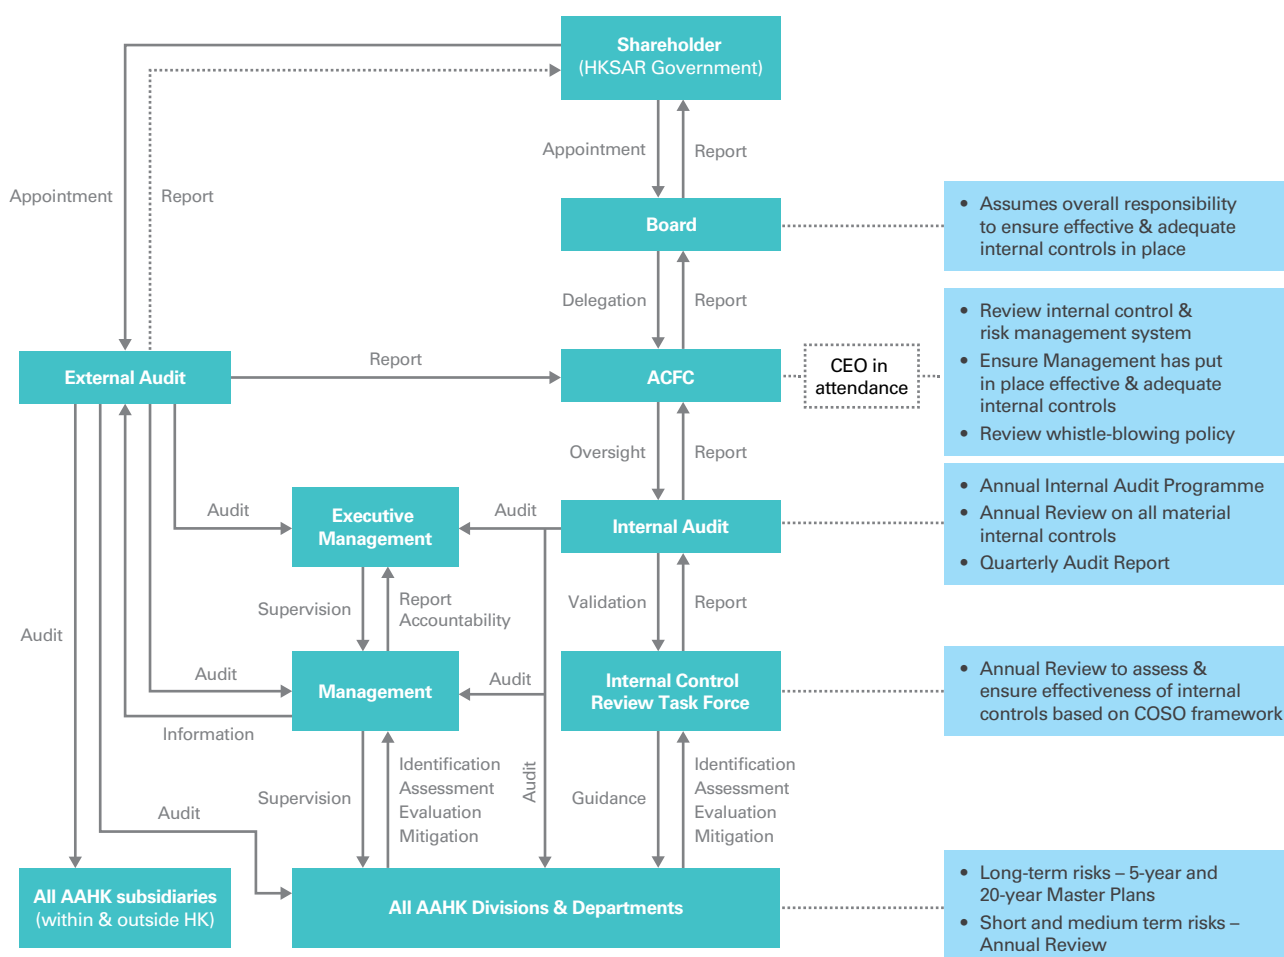 Shareholder
(HKSAR Government)
Appointment
Report
Appointment
Report
Board
• Assumes overall responsibility
to ensure effective & adequate
internal controls in place
Delegation
Report
External Audit
Report
ACFC
CEO in
attendance
• Review internal control &
risk management system
• Ensure Management has put
in place effective & adequate
internal controls
• Review whistle-blowing policy
Oversight
Report
Audit
Executive
Management
Audit
Internal Audit
• Annual Internal Audit Programme
• Annual Review on all material
internal controls
• Quarterly Audit Report
Supervision
Report
Accountability
Validation
Report
Audit
Audit
Management
Audit
Internal Control
Review Task Force
• Annual Review to assess &
ensure effectiveness of internal
controls based on COSO framework
Information
Supervision
Identification
Assessment
Evaluation
Mitigation
Audit
Guidance
Identification
Assessment
Evaluation
Mitigation
Audit
All AAHK subsidiaries
(within & outside HK)
All AAHK Divisions & Departments
• Long-term risks – 5-year and
20-year Master Plans
• Short and medium term risks –
Annual Review